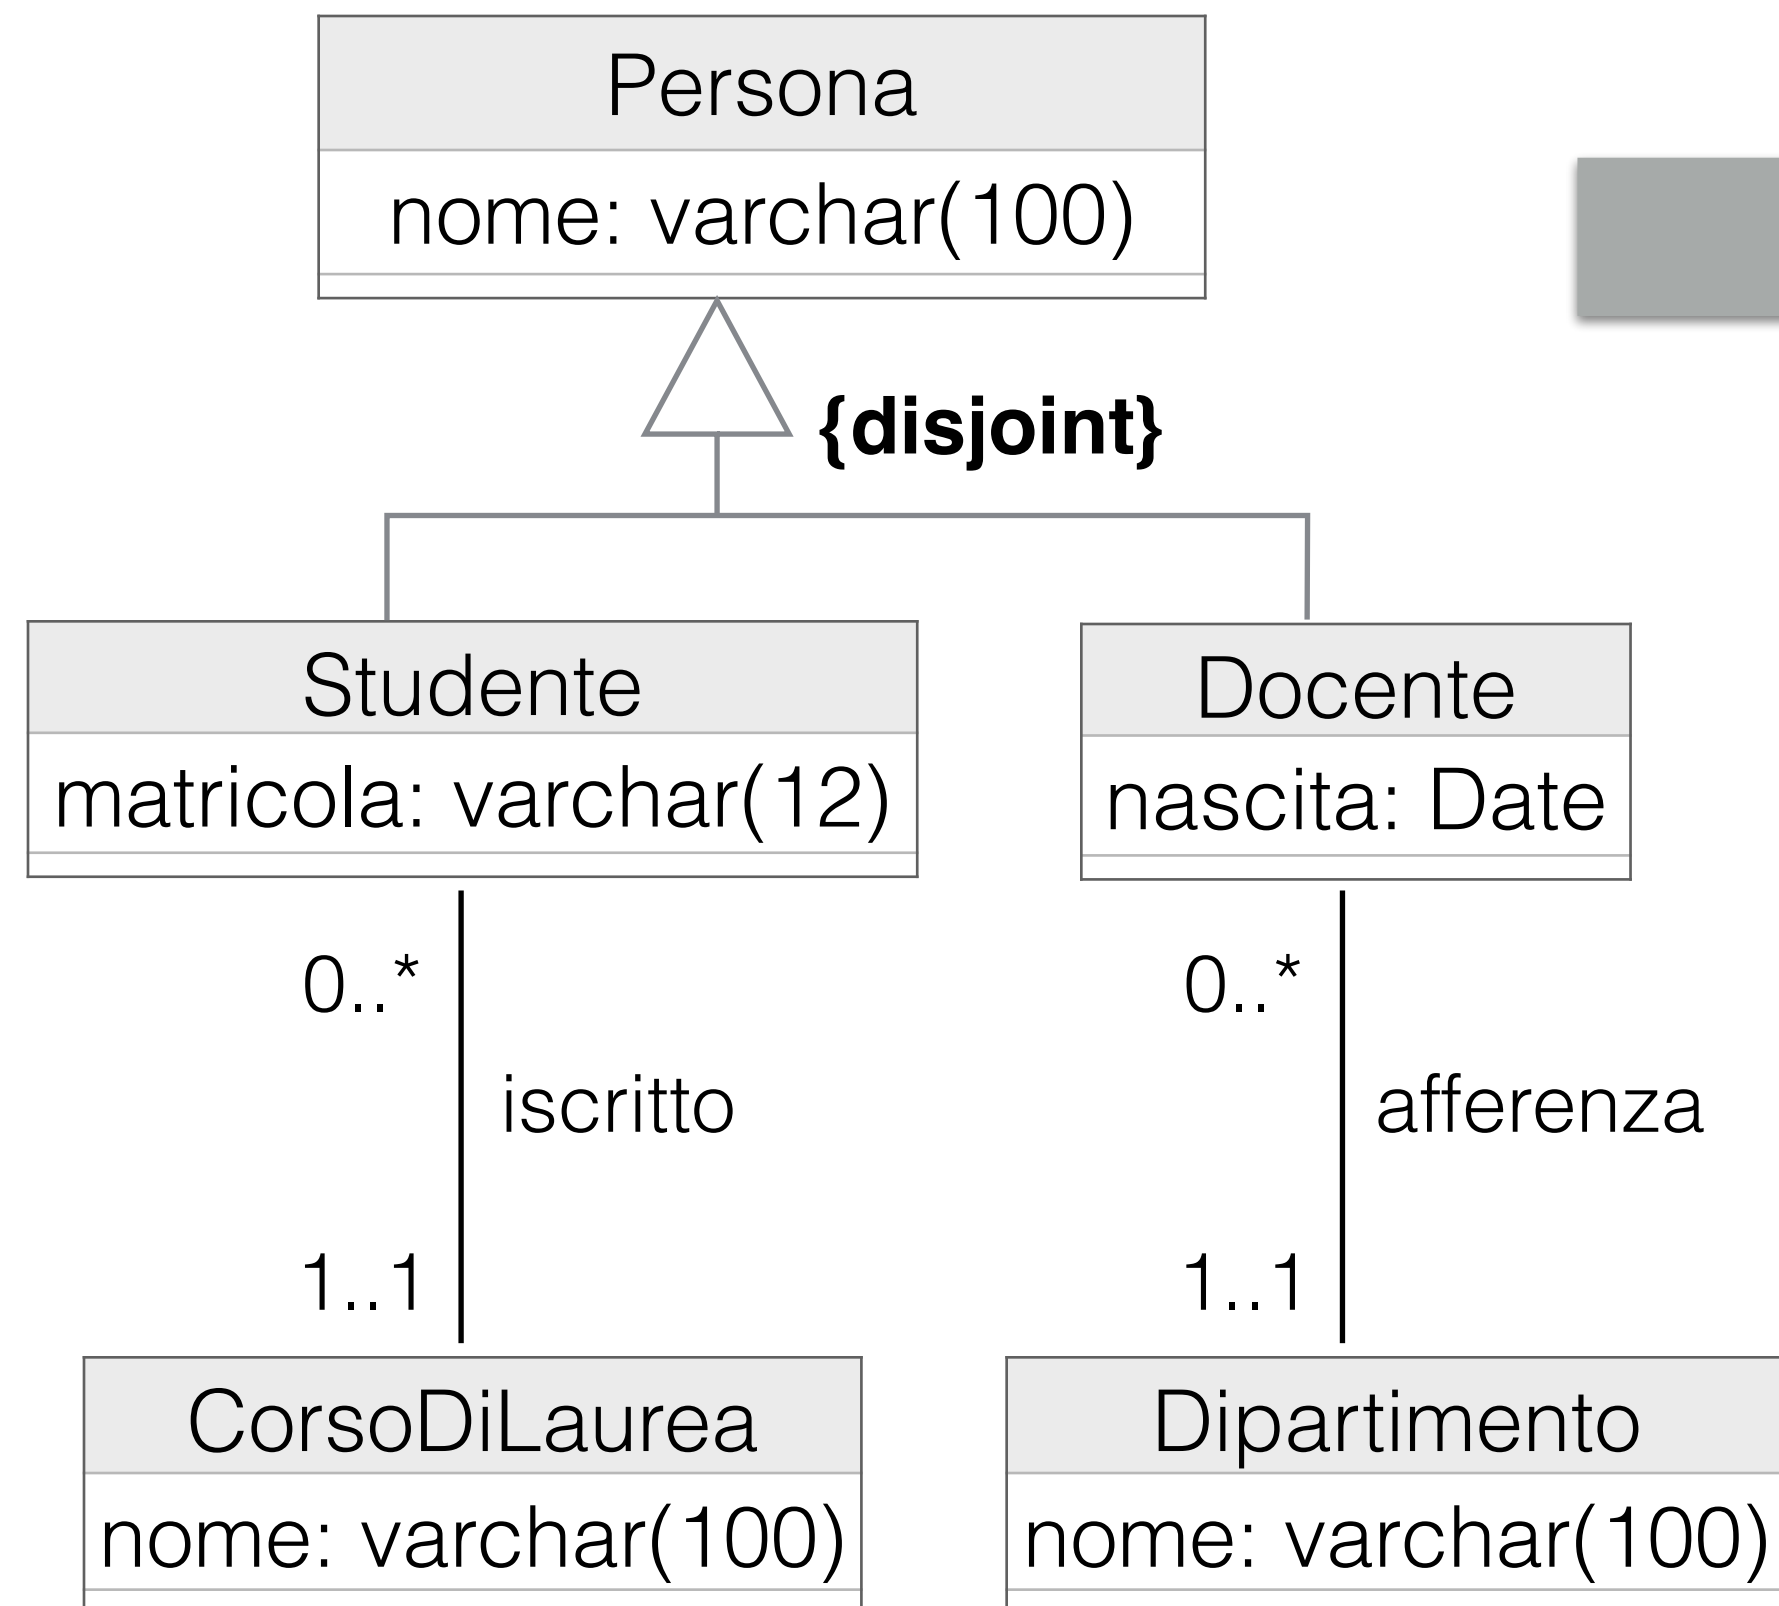 Persona
nome: varchar(100)
{disjoint}
Studente
matricola: varchar(12)
Docente
nascita: Date
0..*
0..*
iscritto
afferenza
1..1
1..1
CorsoDiLaurea
nome: varchar(100)
Dipartimento
nome: varchar(100)